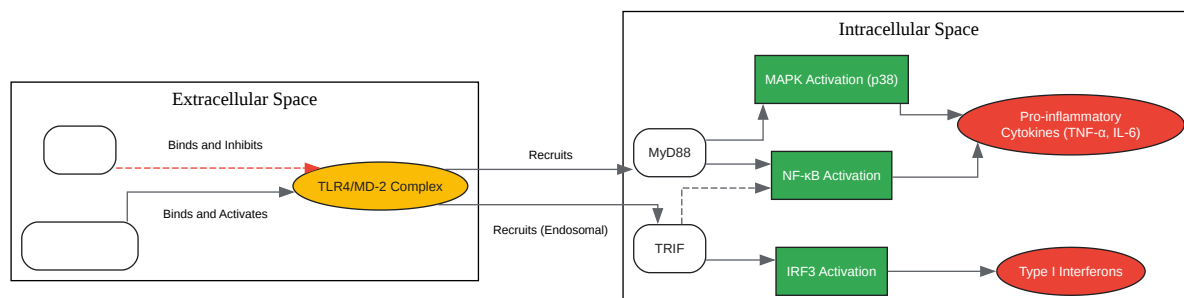 Intracellular Space
Extracellular Space
MAPK Activation (p38)
Pro-inflammatory
Cytokines (TNF-α, IL-6)
Binds and Inhibits
Recruits
MyD88
NF-κB Activation
TLR4/MD-2 Complex
Binds and Activates
Recruits (Endosomal)
TRIF
IRF3 Activation
Type I Interferons